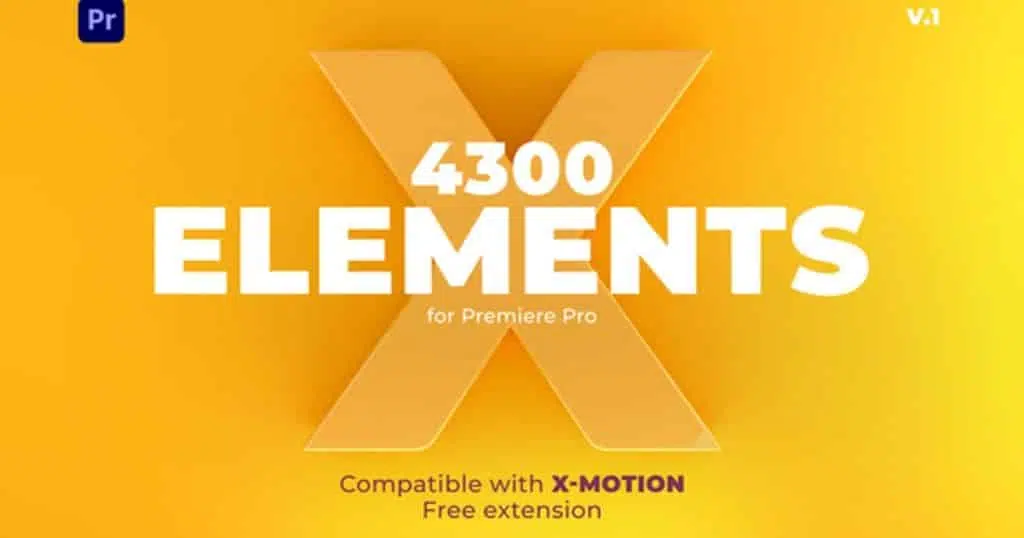 Pr
V.1
X
4300
ELEMENTS
for Premiere Pro
Compatible with X-MOTION
Free extension